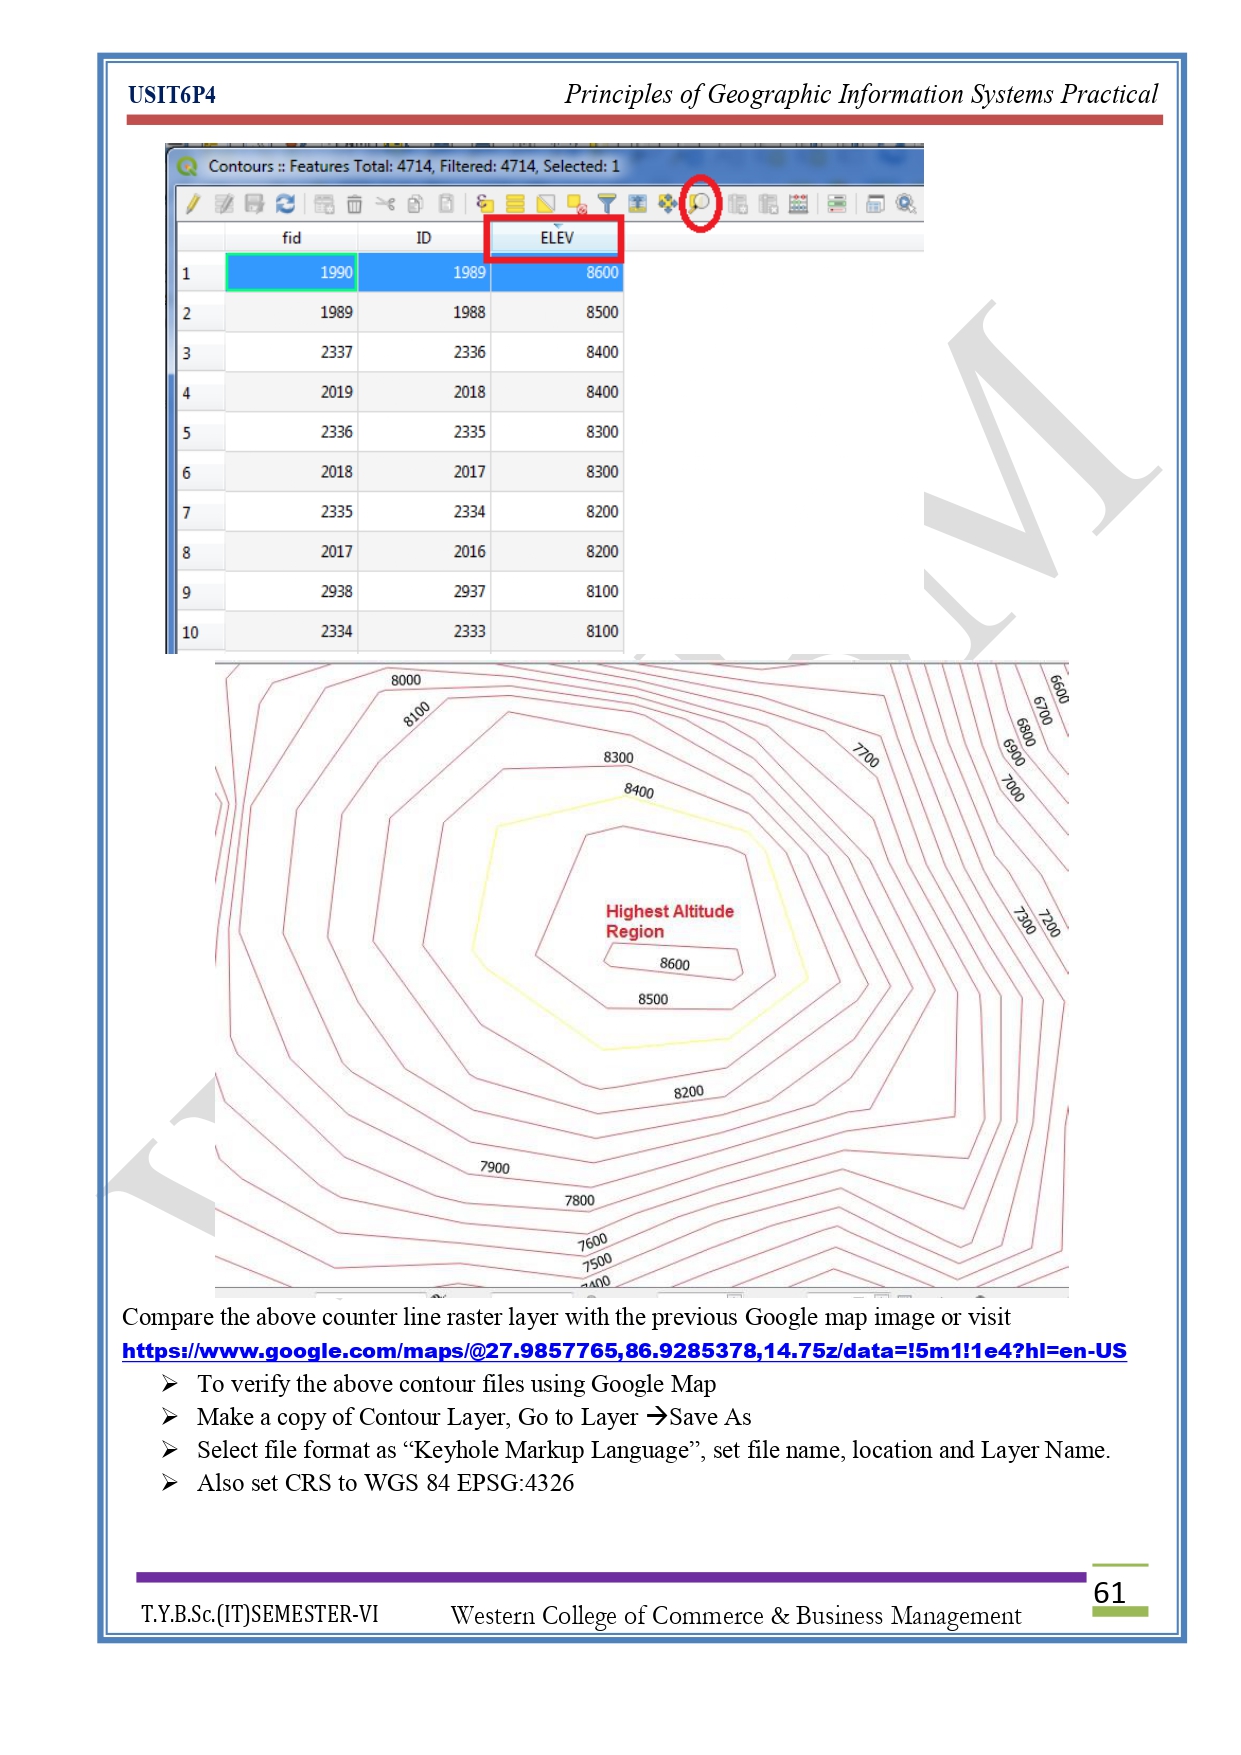 USIT6P4 Principles of Geographic Information Systems Practical
Contours :: Features Total: 4714, Filtered: 4714, Selected: 1
fid ID ELEV
1 1990 1989 8600
2 1989 1988 8500
3 2337 2336 8400
4 2019 2018 8400
5 2336 2335 8300
6 2018 2017 8300
7 2335 2334 8200
8 2017 2016 8200
9 2938 2937 8100
10 2334 2333 8100
8000
8100
8300
8400
7700
6600
6700
6800
6900
7000
7200
7300
Highest Altitude
Region
8600
8500
8200
7900
7800
7600
7500
7400
Compare the above counter line raster layer with the previous Google map image or visit
https://www.google.com/maps/@27.9857765,86.9285378,14.75z/data=!5m1!1e4?hl=en-US
➢ To verify the above contour files using Google Map
➢ Make a copy of Contour Layer, Go to Layer →Save As
➢ Select file format as “Keyhole Markup Language”, set file name, location and Layer Name.
➢ Also set CRS to WGS 84 EPSG:4326
61
T.Y.B.Sc.(IT)SEMESTER-VI Western College of Commerce & Business Management